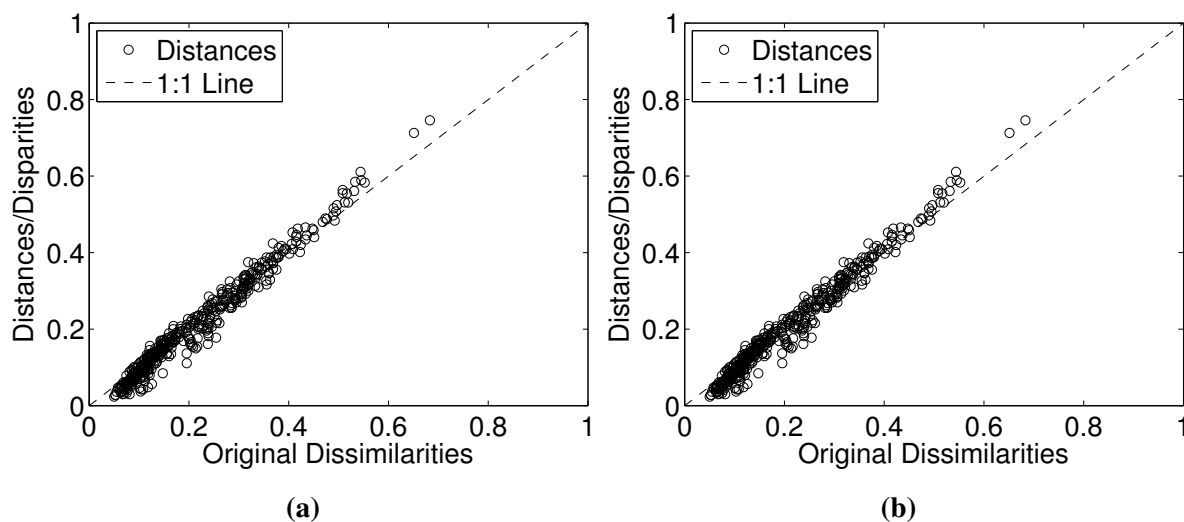 1
0.8
0.6
0.4
0.2
0
Distances/Disparities
Distances
1:1 Line
0 0.2 0.4 0.6 0.8 1
Original Dissimilarities
(a)
1
0.8
0.6
0.4
0.2
0
Distances/Disparities
Distances
1:1 Line
0 0.2 0.4 0.6 0.8 1
Original Dissimilarities
(b)